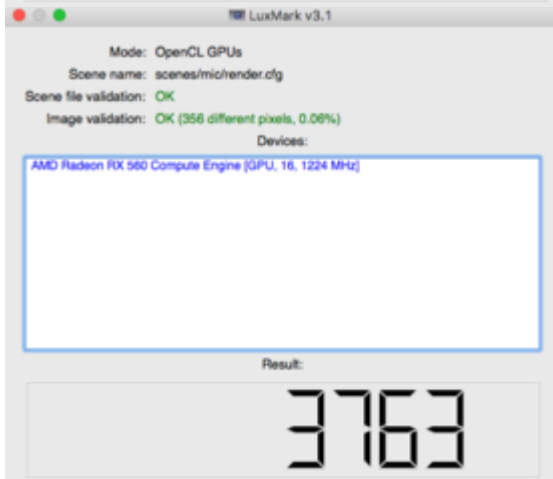 LuxMark v3.1
Mode: OpenCL GPUs
Scene name: scenes/mic/render.cfg
Scene file validation: OK
Image validation: OK (356 different pixels, 0.06%)
Devices:
AMD Radeon RX 560 Compute Engine [GPU, 16, 1224 MHz]
Result:
3763